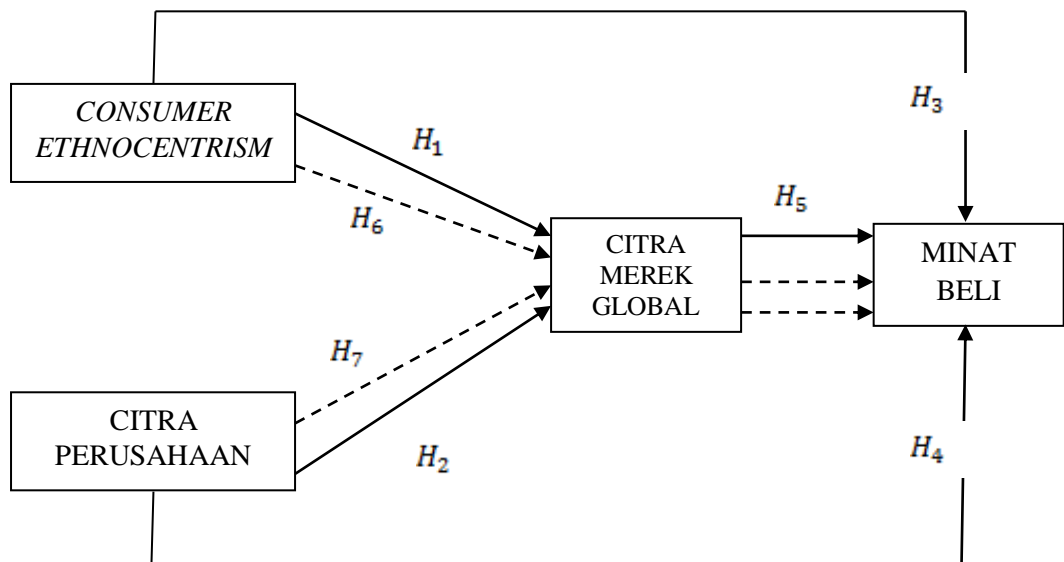 CONSUMER
ETHNOCENTRISM
H₃
H₁
H₆
H₅
CITRA
MEREK
GLOBAL
MINAT
BELI
H₇
CITRA
PERUSAHAAN
H₂
H₄